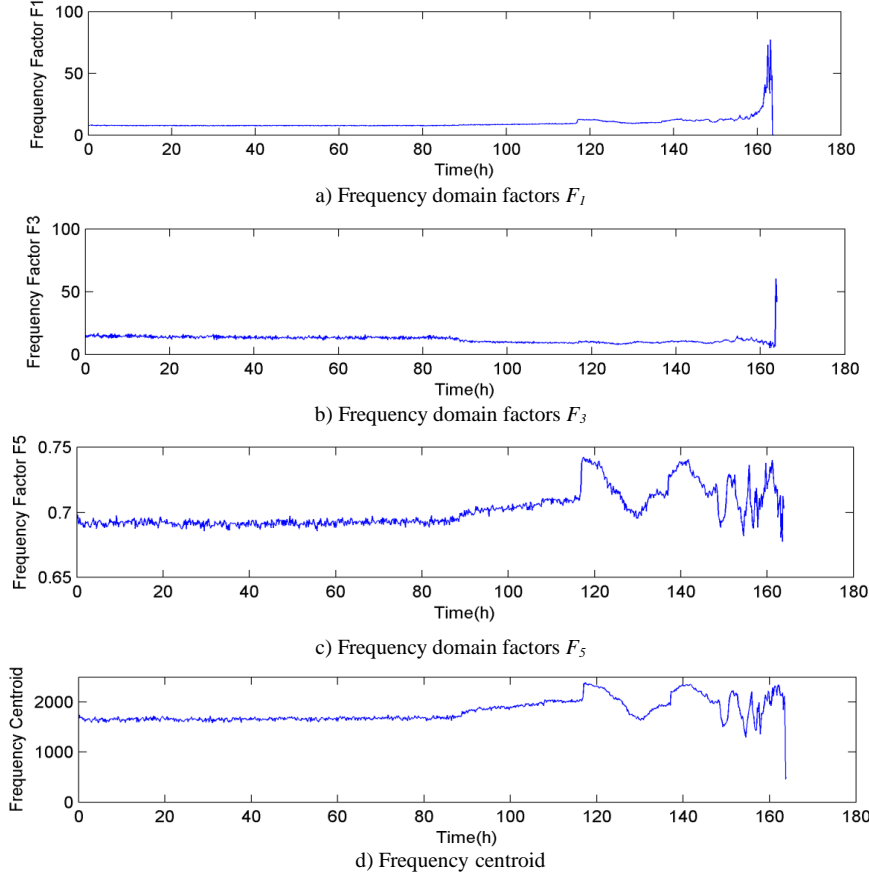 Frequency Factor F1
100
50
0
0 20 40 60 80 100 120 140 160 180
Time(h)
a) Frequency domain factors F1
Frequency Factor F3
100
50
0
0 20 40 60 80 100 120 140 160 180
Time(h)
b) Frequency domain factors F3
Frequency Factor F5
0.75
0.7
0.65
0 20 40 60 80 100 120 140 160 180
Time(h)
c) Frequency domain factors F5
Frequency Centroid
2000
1000
0
0 20 40 60 80 100 120 140 160 180
Time(h)
d) Frequency centroid